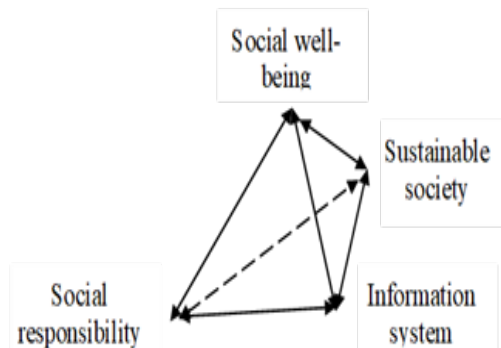 Social well-
being
Sustainable
society
Social
responsibility
Information
system